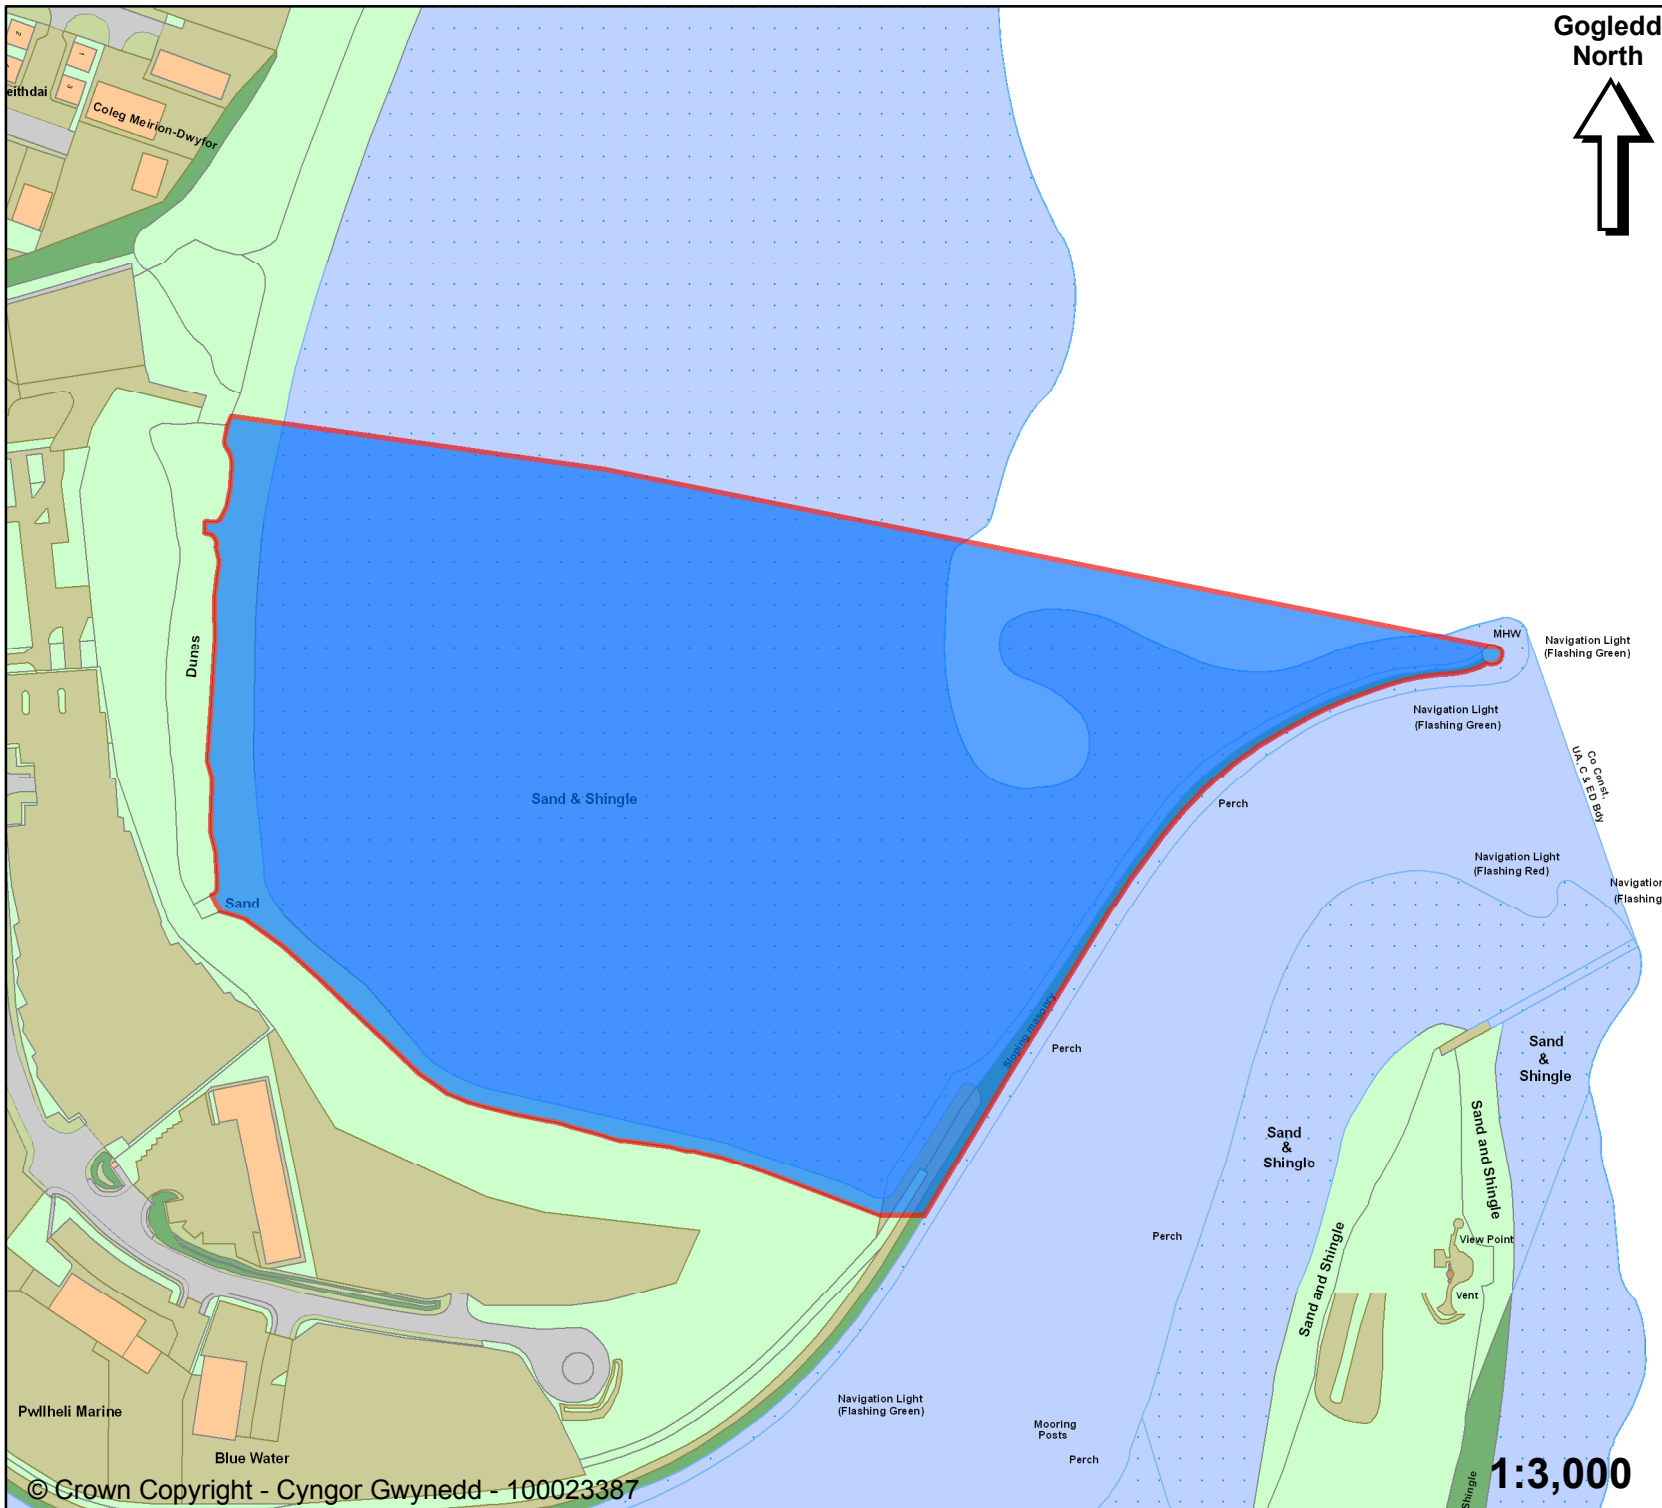 Gogledd
North
2
1
3
eithdai
Coleg Meirion-Dwyfor
MHW
Navigation Light
(Flashing Green)
Dunes
Navigation Light
(Flashing Green)
Co Const,
UA, C & ED Bdy
Sand & Shingle
Perch
Navigation Light
(Flashing Red)
Navigation
(Flashing
Sand
Sloping masonry
Perch
Sand
&
Shingle
Sand
&
Shingle
Sand and Shingle
Perch
View Point
Vent
Sand and Shingle
Navigation Light
(Flashing Green)
Pwllheli Marine
Mooring
Posts
Blue Water
Perch
Shingle
1:3,000
© Crown Copyright - Cyngor Gwynedd - 100023387